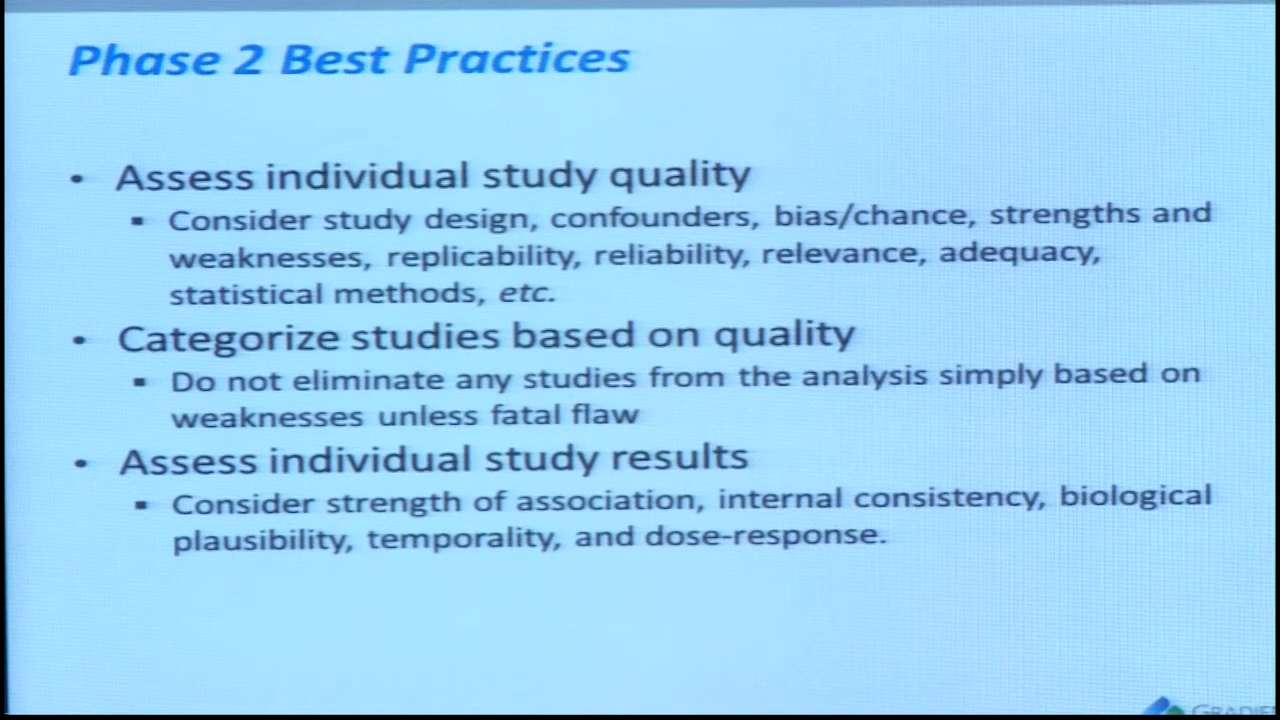 Phase 2 Best Practices
• Assess individual study quality
▪ Consider study design, confounders, bias/chance, strengths and
weaknesses, replicability, reliability, relevance, adequacy,
statistical methods, etc.
• Categorize studies based on quality
▪ Do not eliminate any studies from the analysis simply based on
weaknesses unless fatal flaw
• Assess individual study results
▪ Consider strength of association, internal consistency, biological
plausibility, temporality, and dose-response.